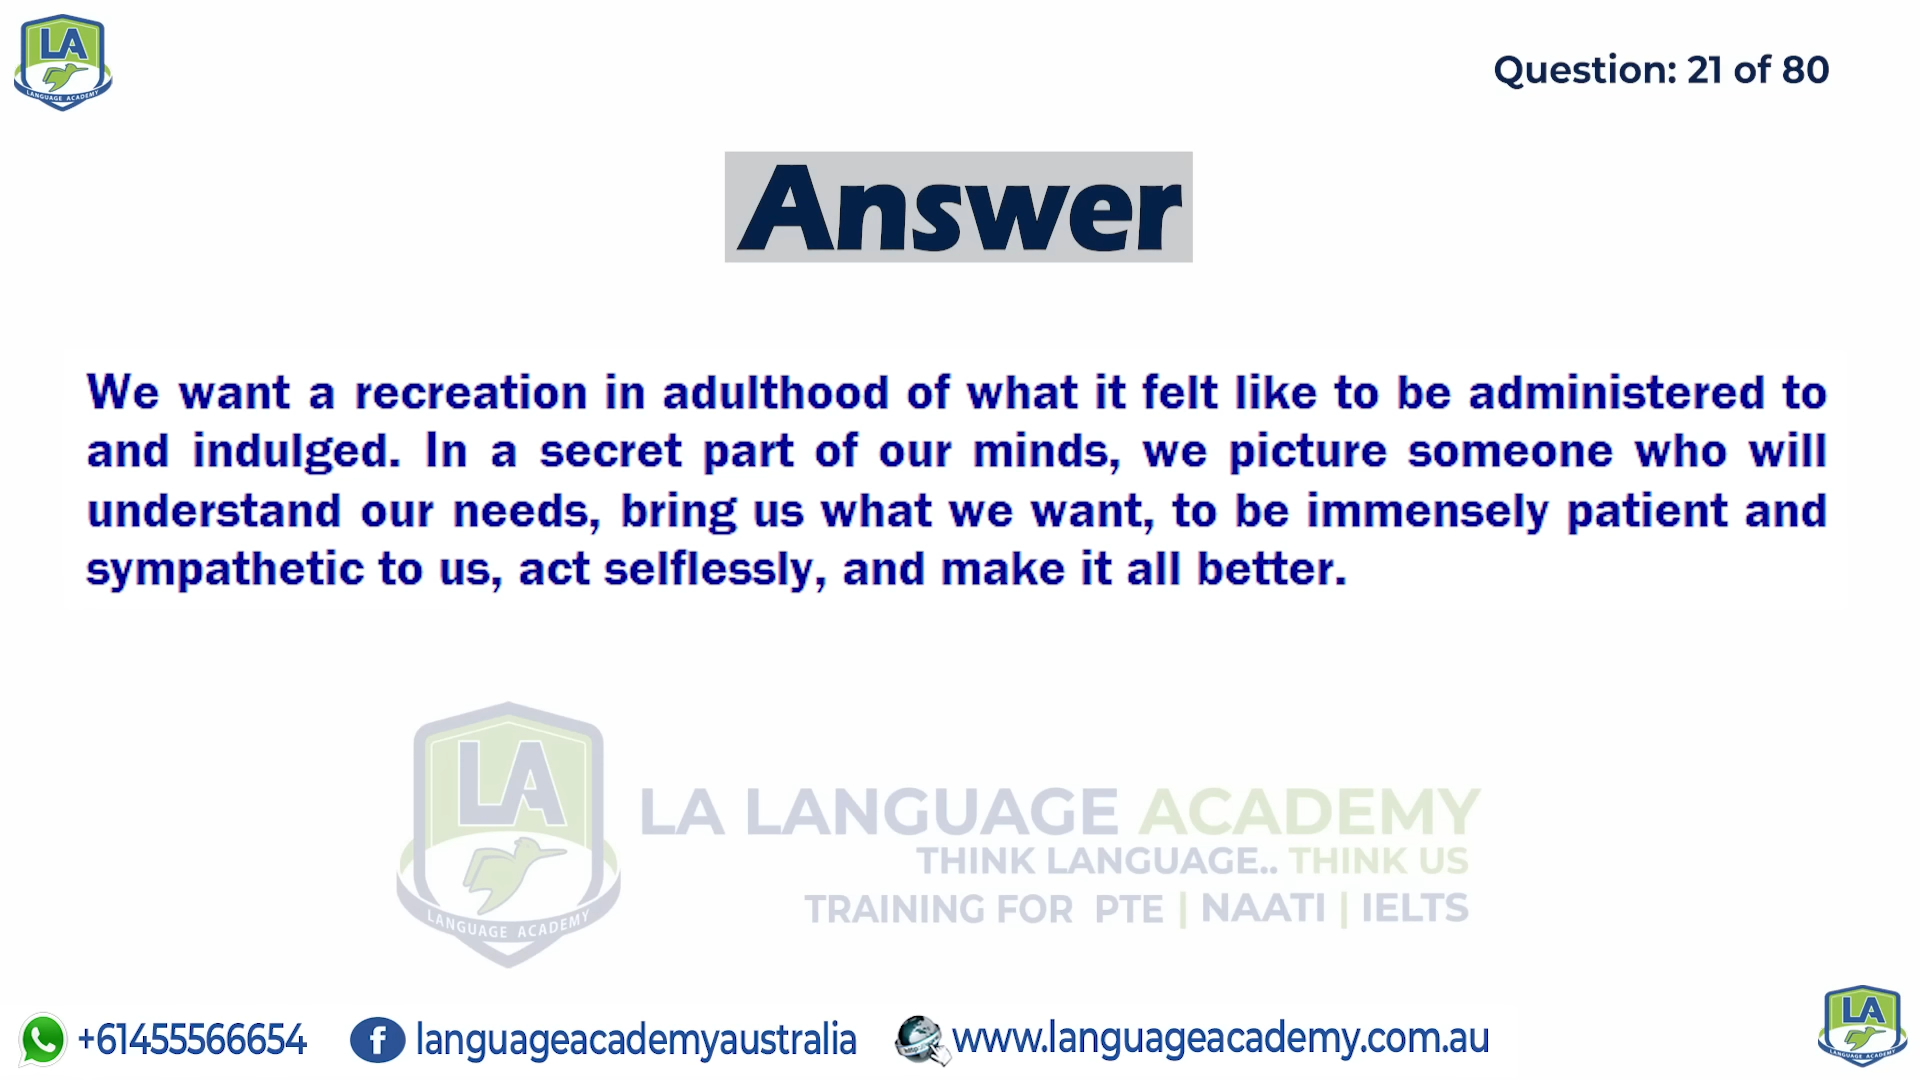 LA
LANGUAGE ACADEMY
Question: 21 of 80
Answer
We want a recreation in adulthood of what it felt like to be administered to
and indulged. In a secret part of our minds, we picture someone who will
understand our needs, bring us what we want, to be immensely patient and
sympathetic to us, act selflessly, and make it all better.
LA
LANGUAGE ACADEMY
LA LANGUAGE ACADEMY
THINK LANGUAGE.. THINK US
TRAINING FOR PTE | NAATI | IELTS
+61455566654
f languageacademyaustralia
www.languageacademy.com.au
LA
LANGUAGE ACADEMY